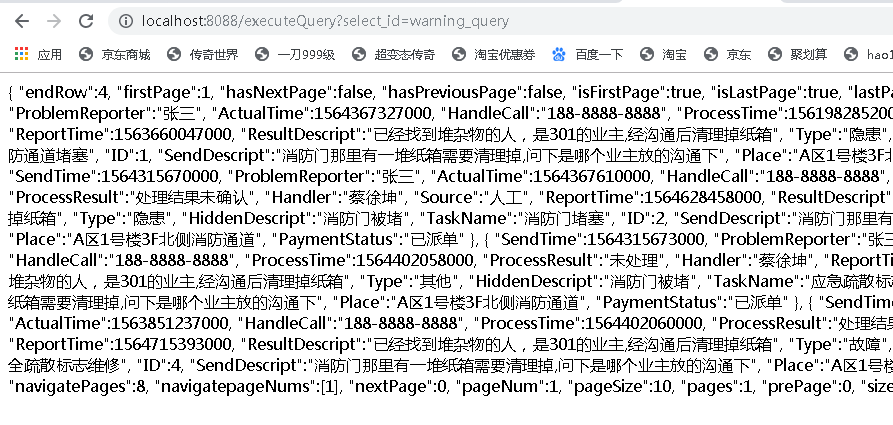 localhost:8088/executeQuery?select_id=warning_query
应用 京东商城 传奇世界 一刀999级 超变态传奇 淘宝优惠券 百度一下 淘宝 京东 聚划算 hao1
{ "endRow":4, "firstPage":1, "hasNextPage":false, "hasPreviousPage":false, "isFirstPage":true, "isLastPage":true, "lastPa
"ProblemReporter":"张三", "ActualTime":1564367327000, "HandleCall":"188-8888-8888", "ProcessTime":1561982852000
"ReportTime":1563660047000, "ResultDescript":"已经找到堆杂物的人，是301的业主,经沟通后清理掉纸箱", "Type":"隐患",
防通道堵塞", "ID":1, "SendDescript":"消防门那里有一堆纸箱需要清理掉,问下是哪个业主放的沟通下", "Place":"A区1号楼3F北
"SendTime":1564315670000, "ProblemReporter":"张三", "ActualTime":1564367610000, "HandleCall":"188-8888-8888",
"ProcessResult":"处理结果未确认", "Handler":"蔡徐坤", "Source":"人工", "ReportTime":1564628458000, "ResultDescript"
掉纸箱", "Type":"隐患", "HiddenDescript":"消防门被堵", "TaskName":"消防门堵塞", "ID":2, "SendDescript":"消防门那里有
"Place":"A区1号楼3F北侧消防通道", "PaymentStatus":"已派单" }, { "SendTime":1564315673000, "ProblemReporter":"张三
"HandleCall":"188-8888-8888", "ProcessTime":1564402058000, "ProcessResult":"未处理", "Handler":"蔡徐坤", "ReportTi
堆杂物的人，是301的业主,经沟通后清理掉纸箱", "Type":"其他", "HiddenDescript":"消防门被堵", "TaskName":"应急疏散标志
纸箱需要清理掉,问下是哪个业主放的沟通下", "Place":"A区1号楼3F北侧消防通道", "PaymentStatus":"已派单" }, { "SendTime
"ActualTime":1563851237000, "HandleCall":"188-8888-8888", "ProcessTime":1564402060000, "ProcessResult":"处理结果
"ReportTime":1564715393000, "ResultDescript":"已经找到堆杂物的人，是301的业主,经沟通后清理掉纸箱", "Type":"故障",
全疏散标志维修", "ID":4, "SendDescript":"消防门那里有一堆纸箱需要清理掉,问下是哪个业主放的沟通下", "Place":"A区1号楼
"navigatePages":8, "navigatepageNums":[1], "nextPage":0, "pageNum":1, "pageSize":10, "pages":1, "prePage":0, "size